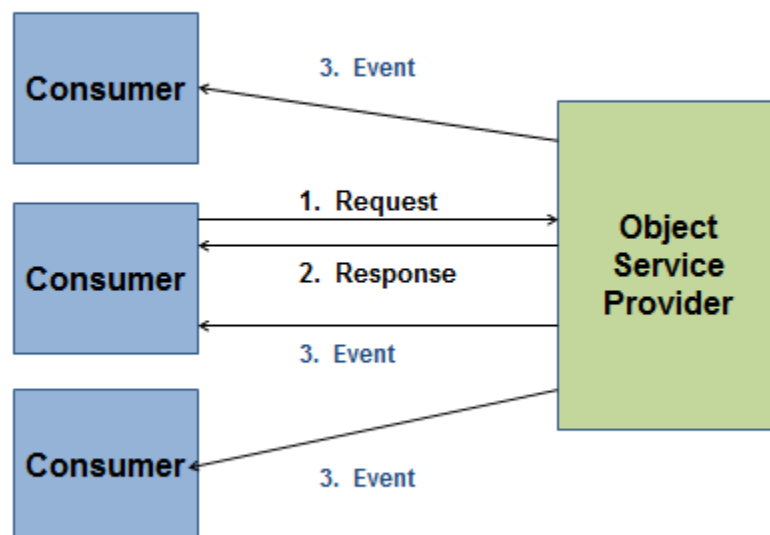 3. Event
Consumer
1. Request
Consumer
2. Response
3. Event
Object
Service
Provider
Consumer
3. Event